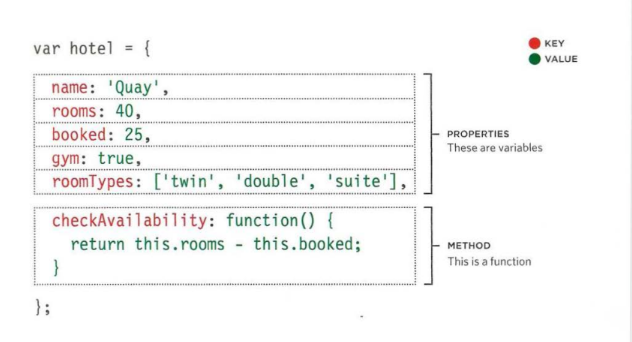 var hotel = {
KEY
VALUE
name: 'Quay',
rooms: 40,
booked: 25,
gym: true,
roomTypes: ['twin', 'double', 'suite'],
PROPERTIES
These are variables
checkAvailability: function() {
return this.rooms - this.booked;
}
METHOD
This is a function
};